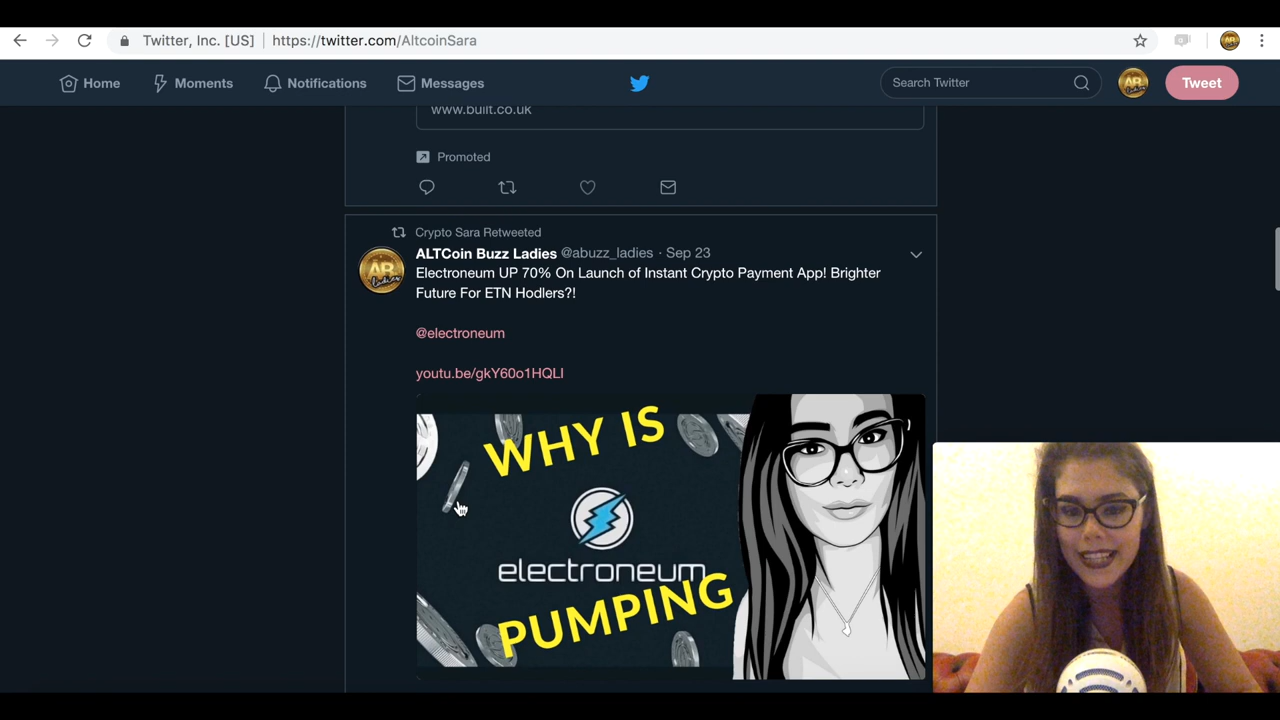 Twitter, Inc. [US] https://twitter.com/AltcoinSara
Home Moments Notifications Messages Search Twitter Tweet
www.built.co.uk
Promoted
Crypto Sara Retweeted
ALTCoin Buzz Ladies @abuzz_ladies · Sep 23
Electroneum UP 70% On Launch of Instant Crypto Payment App! Brighter
Future For ETN Hodlers?!
@electroneum
youtu.be/gkY60o1HQLI
WHY IS
electroneum
PUMPING